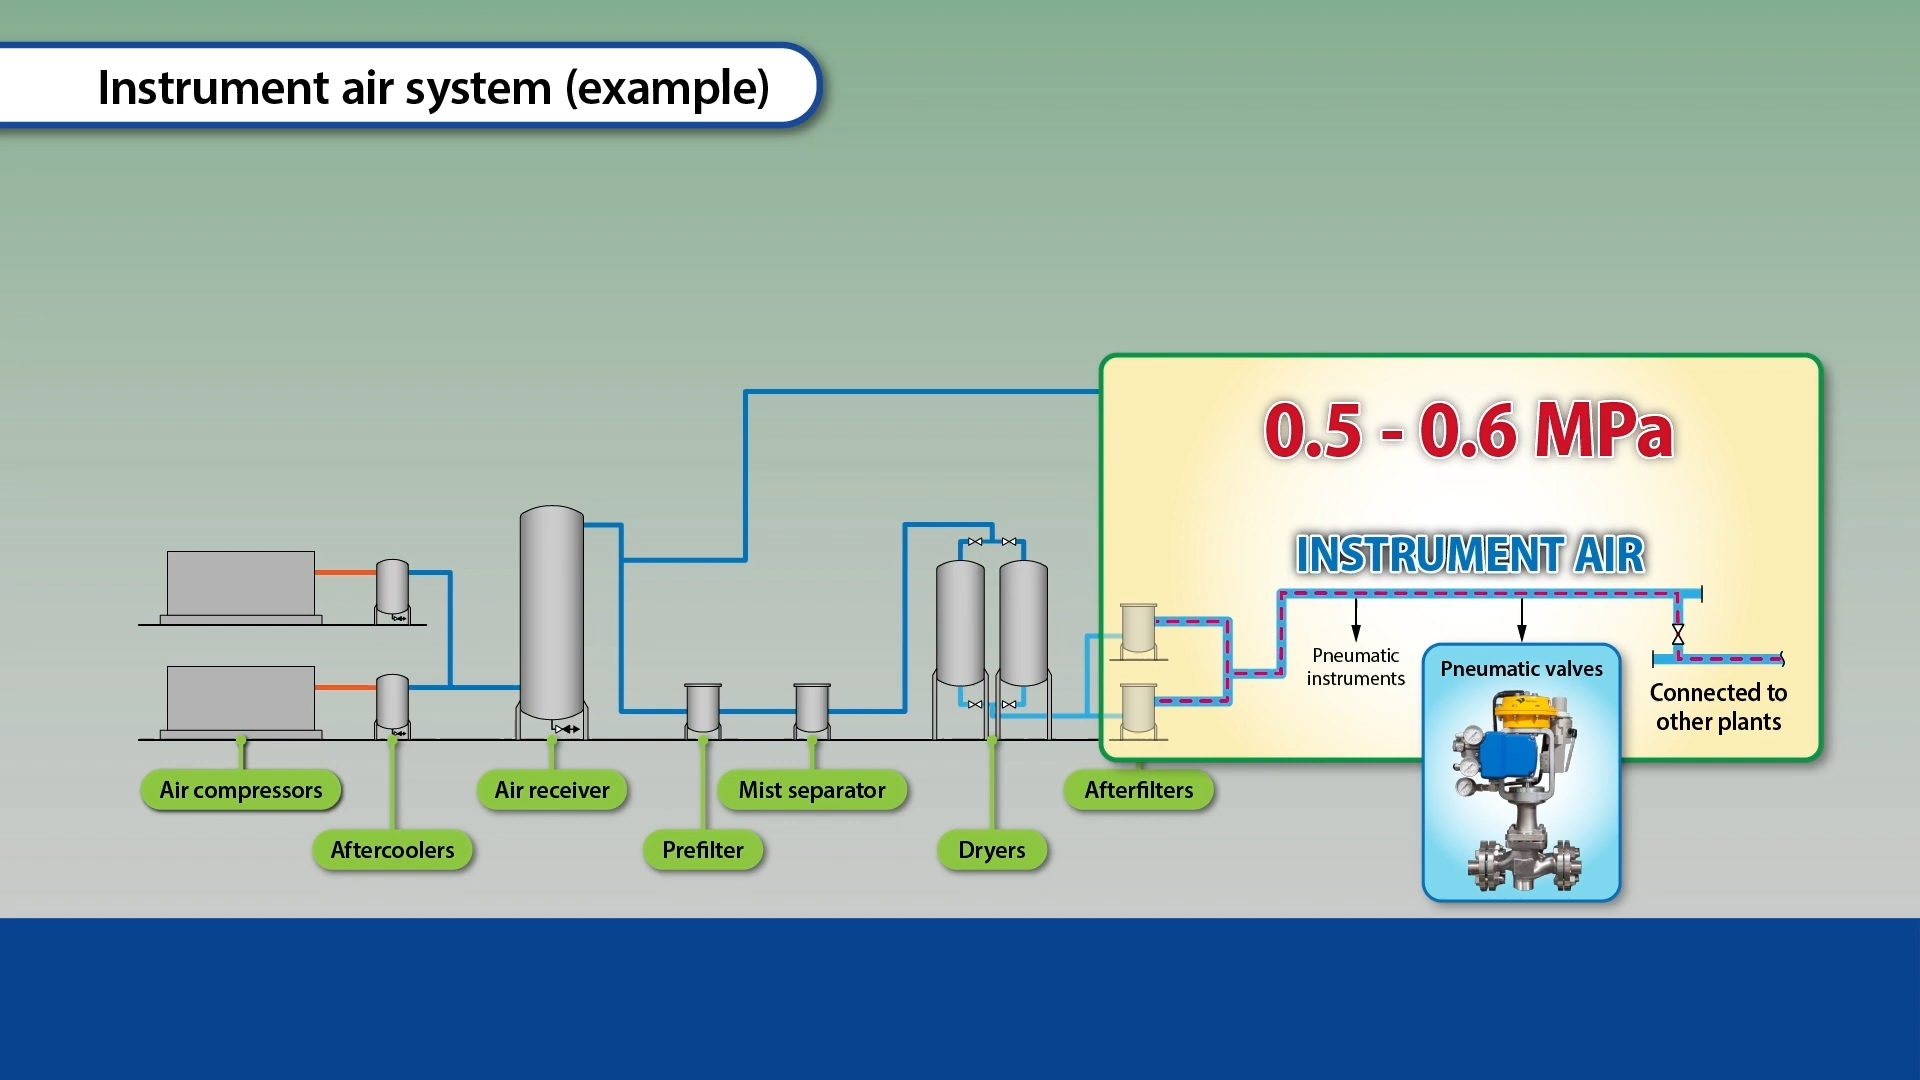 Instrument air system (example)
0.5 - 0.6 MPa
INSTRUMENT AIR
Pneumatic
instruments
Pneumatic valves
Connected to
other plants
Air compressors
Aftercoolers
Air receiver
Prefilter
Mist separator
Dryers
Afterfilters